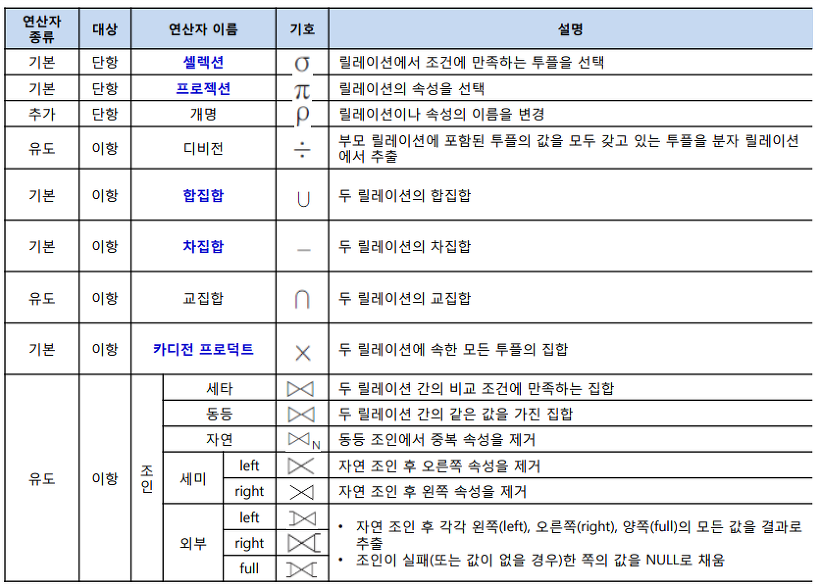 연산자 종류 대상 연산자 이름 기호 설명
기본 단항 셀렉션 σ 릴레이션에서 조건에 만족하는 투플을 선택
기본 단항 프로젝션 π 릴레이션의 속성을 선택
추가 단항 개명 ρ 릴레이션이나 속성의 이름을 변경
유도 이항 디비전 ÷ 부모 릴레이션에 포함된 투플의 값을 모두 갖고 있는 투플을 분자 릴레이션
에서 추출
기본 이항 합집합 ∪ 두 릴레이션의 합집합
기본 이항 차집합 － 두 릴레이션의 차집합
유도 이항 교집합 ∩ 두 릴레이션의 교집합
기본 이항 카디전 프로덕트 × 두 릴레이션에 속한 모든 투플의 집합
유도 이항 조인
세타 ⋈ 두 릴레이션 간의 비교 조건에 만족하는 집합
동등 ⋈ 두 릴레이션 간의 같은 값을 가진 집합
자연 ⋈N 동등 조인에서 중복 속성을 제거
세미 left ⋉ 자연 조인 후 오른쪽 속성을 제거
right ⋊ 자연 조인 후 왼쪽 속성을 제거
외부 left ⟕
right ⟖
full ⟗
• 자연 조인 후 각각 왼쪽(left), 오른쪽(right), 양쪽(full)의 모든 값을 결과로
추출
• 조인이 실패(또는 값이 없을 경우)한 쪽의 값을 NULL로 채움